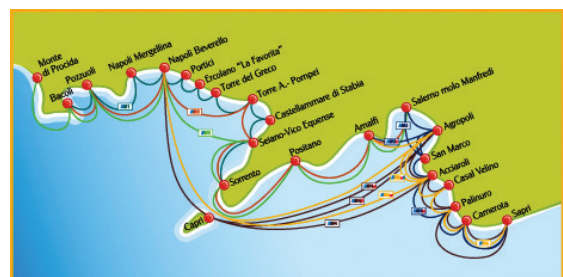 Monte
di Procida
Bacoli
Pozzuoli
Napoli Mergellina
Napoli Beverello
Portici
Ercolano "La Favorita"
Torre del Greco
Torre A.- Pompei
Castellammare di Stabia
Seiano-Vico Equense
Sorrento
Capri
Positano
Amalfi
Salerno molo Manfredi
Agropoli
San Marco
Acciaroli
Casal Velino
Palinuro
Camerota
Sapri